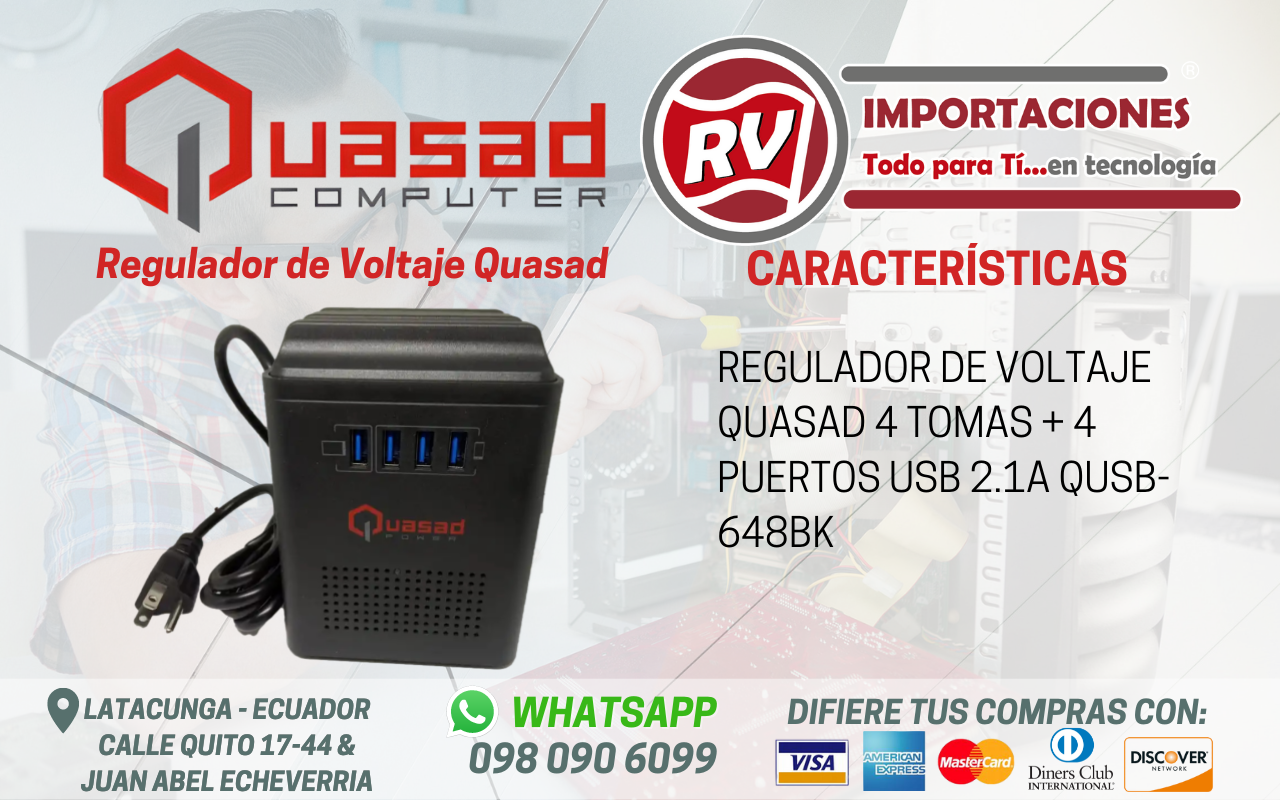 Quasad
COMPUTER
Regulador de Voltaje Quasad
RV
IMPORTACIONES
®
Todo para Tí...en tecnología
CARACTERÍSTICAS
REGULADOR DE VOLTAJE
QUASAD 4 TOMAS + 4
PUERTOS USB 2.1A QUSB-
648BK
Quasad
POWER
LATACUNGA - ECUADOR
CALLE QUITO 17-44 &
JUAN ABEL ECHEVERRIA
WHATSAPP
098 090 6099
DIFIERE TUS COMPRAS CON:
VISA
AMERICAN
EXPRESS
MasterCard
Diners Club
INTERNATIONAL
DISCOVER
NETWORK